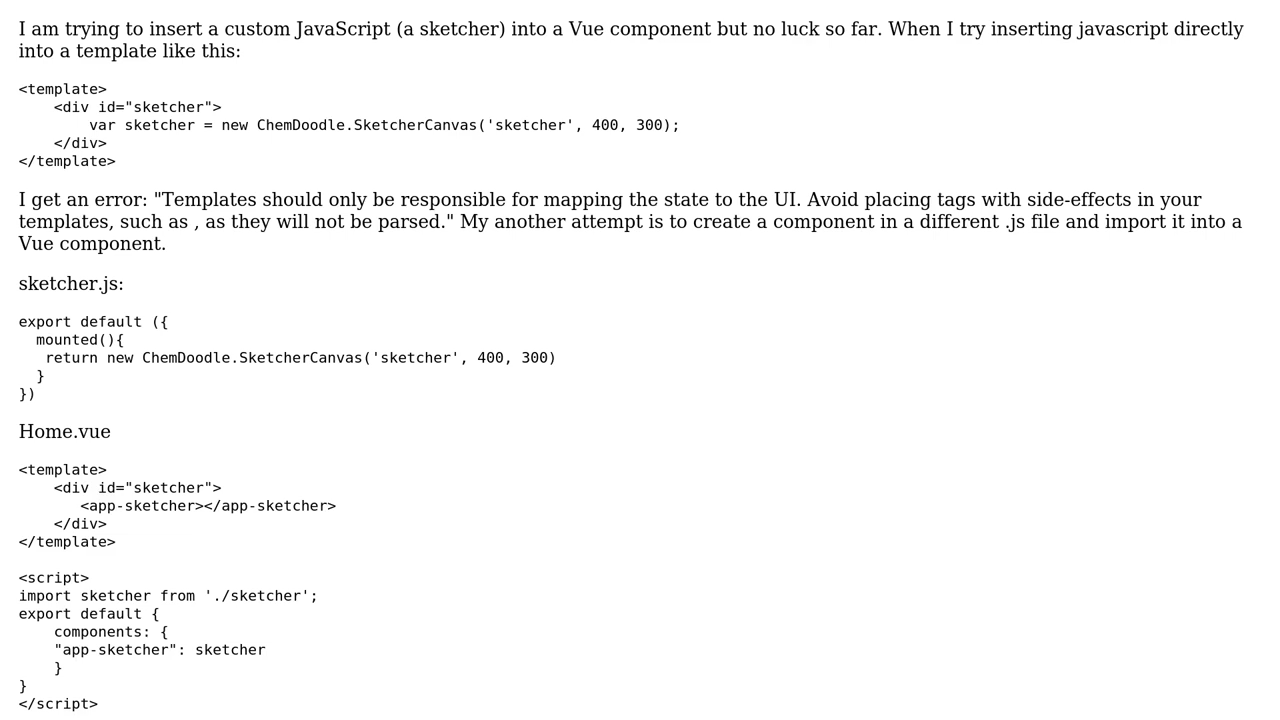 I am trying to insert a custom JavaScript (a sketcher) into a Vue component but no luck so far. When I try inserting javascript directly
into a template like this:
<template>
    <div id="sketcher">
        var sketcher = new ChemDoodle.SketcherCanvas('sketcher', 400, 300);
    </div>
</template>
I get an error: "Templates should only be responsible for mapping the state to the UI. Avoid placing tags with side-effects in your
templates, such as , as they will not be parsed." My another attempt is to create a component in a different .js file and import it into a
Vue component.
sketcher.js:
export default ({
  mounted(){
   return new ChemDoodle.SketcherCanvas('sketcher', 400, 300)
  }
})
Home.vue
<template>
    <div id="sketcher">
       <app-sketcher></app-sketcher>
    </div>
</template>
<script>
import sketcher from './sketcher';
export default {
    components: {
    "app-sketcher": sketcher
    }
}
</script>